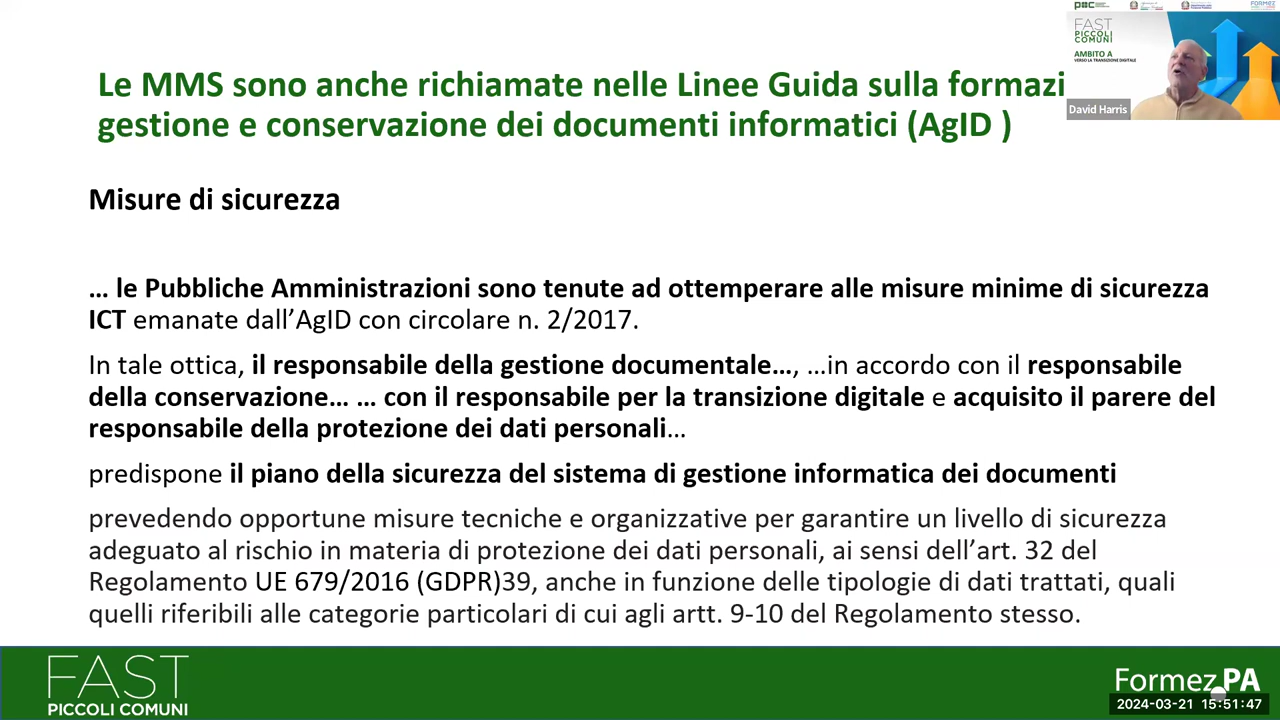 FAST
PICCOLI
COMUNI
AMBITO A
VERSO LA TRANSIZIONE DIGITALE
David Harris
Le MMS sono anche richiamate nelle Linee Guida sulla formazi
gestione e conservazione dei documenti informatici (AgID )
Misure di sicurezza
… le Pubbliche Amministrazioni sono tenute ad ottemperare alle misure minime di sicurezza
ICT emanate dall’AgID con circolare n. 2/2017.
In tale ottica, il responsabile della gestione documentale…, …in accordo con il responsabile
della conservazione… … con il responsabile per la transizione digitale e acquisito il parere del
responsabile della protezione dei dati personali…
predispone il piano della sicurezza del sistema di gestione informatica dei documenti
prevedendo opportune misure tecniche e organizzative per garantire un livello di sicurezza
adeguato al rischio in materia di protezione dei dati personali, ai sensi dell’art. 32 del
Regolamento UE 679/2016 (GDPR)39, anche in funzione delle tipologie di dati trattati, quali
quelli riferibili alle categorie particolari di cui agli artt. 9-10 del Regolamento stesso.
FAST
PICCOLI COMUNI
Formez PA
2024-03-21 15:51:47